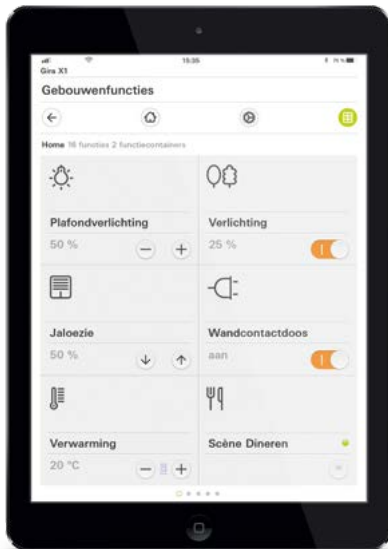 15:35
Gira X1
Gebouwenfuncties
Home 16 functies 2 functiecontainers
Plafondverlichting
50 %
Verlichting
25 %
Jaloezie
50 %
Wandcontactdoos
aan
Verwarming
20 °C
Scène Dineren